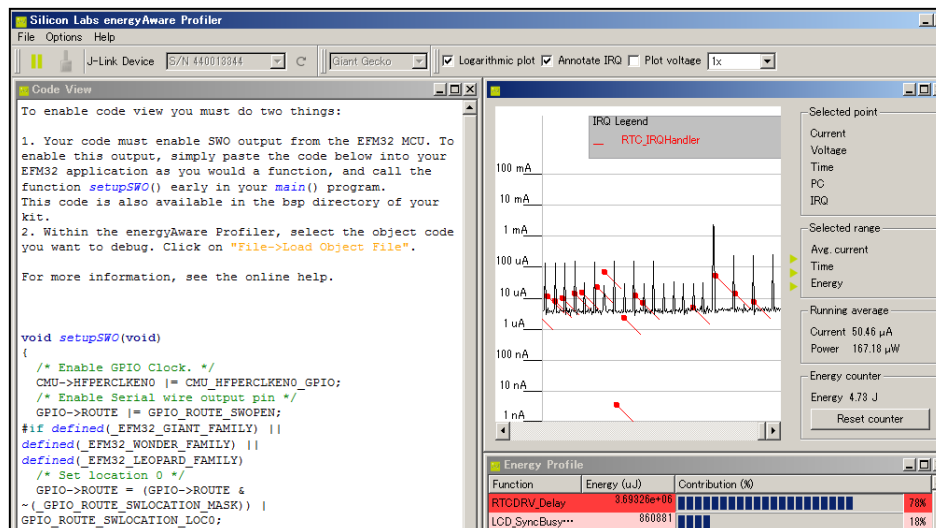 Silicon Labs energyAware Profiler
File Options Help
J-Link Device S/N 440013344 Giant Gecko Logarithmic plot Annotate IRQ Plot voltage 1x
Code View
To enable code view you must do two things:
1. Your code must enable SWO output from the EFM32 MCU. To
enable this output, simply paste the code below into your
EFM32 application as you would a function, and call the
function setupSWO() early in your main() program.
This code is also available in the bsp directory of your
kit.
2. Within the energyAware Profiler, select the object code
you want to debug. Click on "File->Load Object File".
For more information, see the online help.
void setupSWO(void)
{
/* Enable GPIO Clock. */
CMU->HFPERCLKEN0 |= CMU_HFPERCLKEN0_GPIO;
/* Enable Serial wire output pin */
GPIO->ROUTE |= GPIO_ROUTE_SWOPEN;
#if defined(_EFM32_GIANT_FAMILY) ||
defined(_EFM32_WONDER_FAMILY) ||
defined(_EFM32_LEOPARD_FAMILY)
/* Set location 0 */
GPIO->ROUTE = (GPIO->ROUTE &
~(_GPIO_ROUTE_SWLOCATION_MASK)) |
GPIO_ROUTE_SWLOCATION_LOC0;
IRQ Legend
RTC_IRQHandler
100 mA
10 mA
1 mA
100 uA
10 uA
1 uA
100 nA
10 nA
1 nA
Selected point
Current
Voltage
Time
PC
IRQ
Selected range
Avg. current
Time
Energy
Running average
Current 50.46 µA
Power 167.18 µW
Energy counter
Energy 4.73 J
Reset counter
Energy Profile
Function Energy (uJ) Contribution (%)
RTCDRV_Delay 3.69326e+06 78%
LCD_SyncBusy… 860881 18%